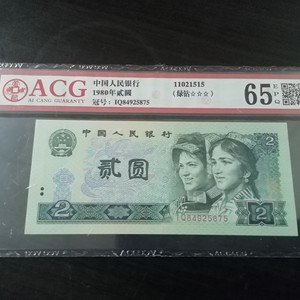 ACG
AI CANG GUARANTY
中国人民银行
1980年贰圆
冠号：IQ84925875
11021515
(绿钻☆☆☆)
65 EPQ
中国人民银行
2
贰圆
IQ84925875
2
2